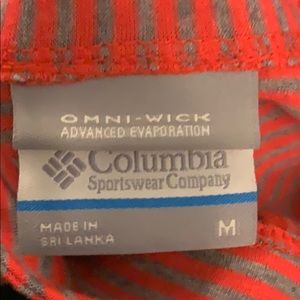 OMNI-WICK
ADVANCED EVAPORATION
Columbia
Sportswear Company
MADE IN
SRI LANKA
M